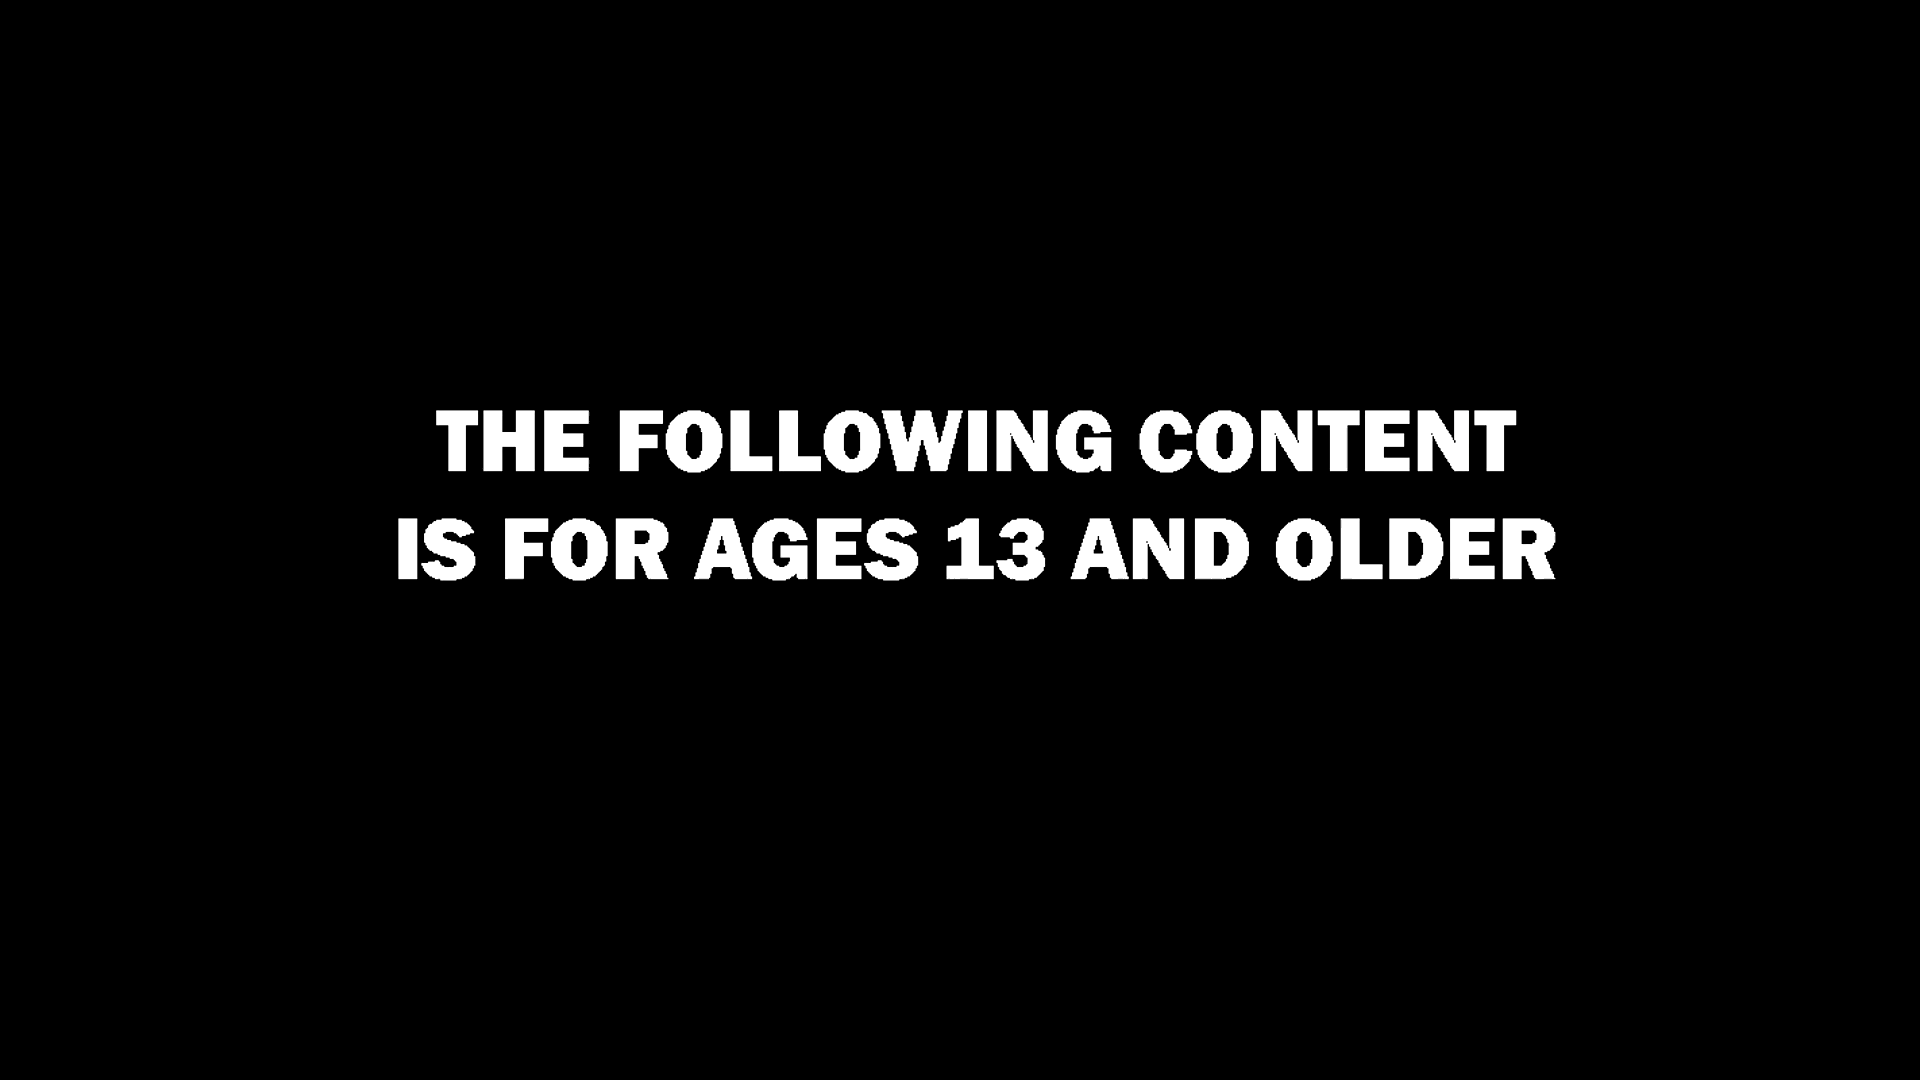 THE FOLLOWING CONTENT
IS FOR AGES 13 AND OLDER